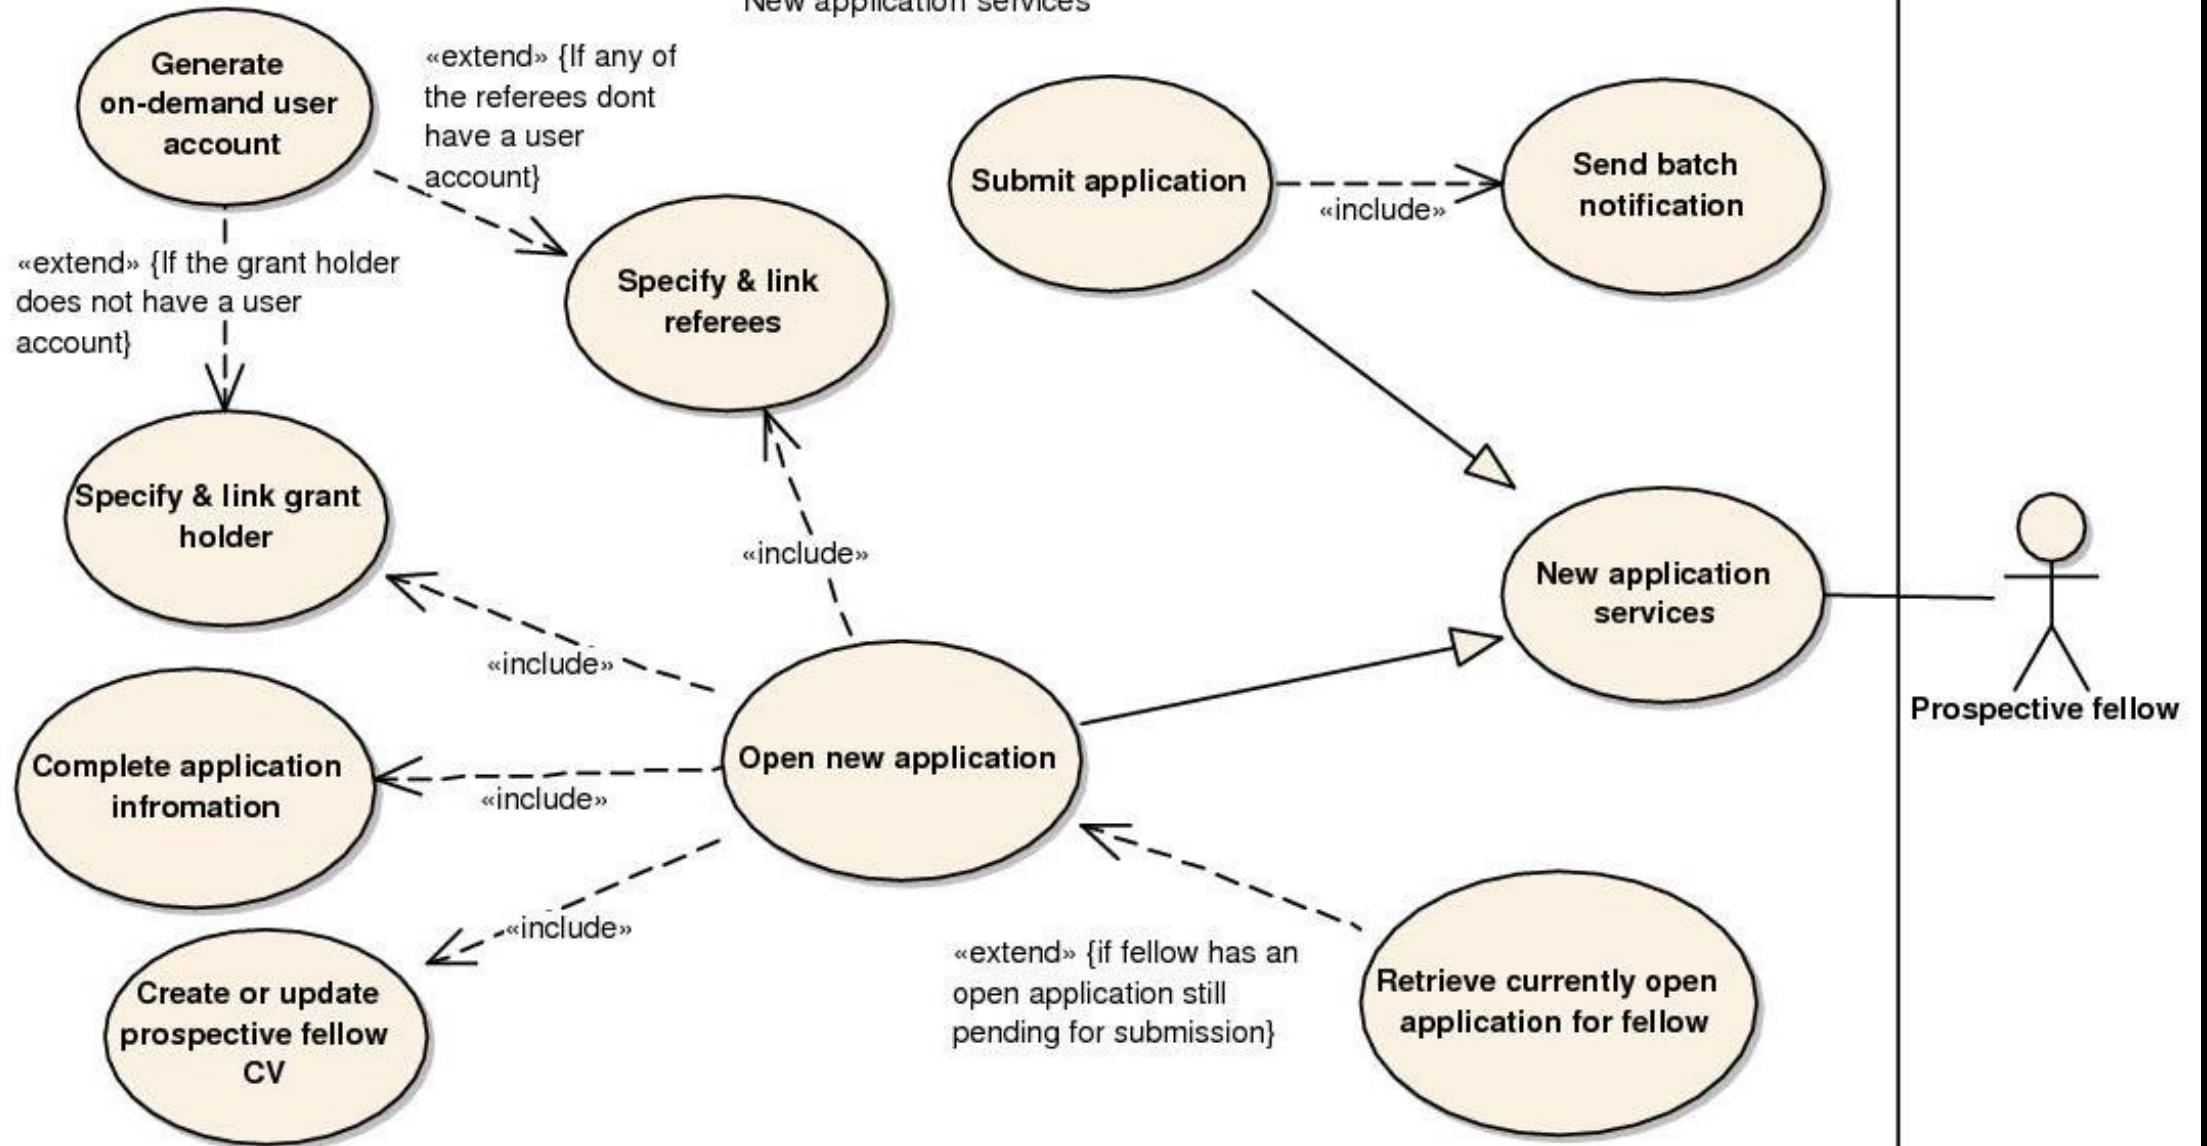 New application services
Generate
on-demand user
account
«extend» {If any of
the referees dont
have a user
account}
Submit application
«include»
Send batch
notification
«extend» {If the grant holder
does not have a user
account}
Specify & link
referees
Specify & link grant
holder
«include»
New application
services
Prospective fellow
«include»
Complete application
infromation
«include»
Open new application
«include»
Create or update
prospective fellow
CV
«extend» {if fellow has an
open application still
pending for submission}
Retrieve currently open
application for fellow